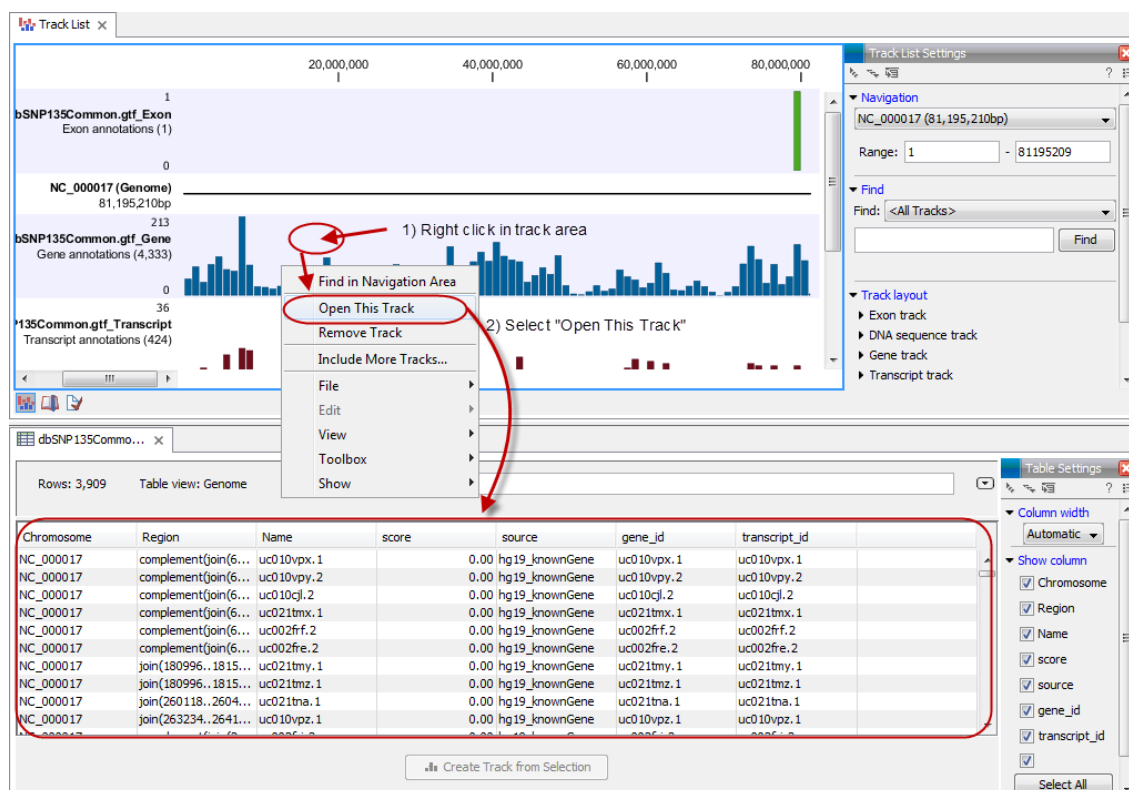 Track List
20,000,000 40,000,000 60,000,000 80,000,000
1
bSNP135Common.gtf_Exon
Exon annotations (1)
0
NC_000017 (Genome)
81,195,210bp
213
bSNP135Common.gtf_Gene
Gene annotations (4,333)
0
36
135Common.gtf_Transcript
Transcript annotations (424)
1) Right click in track area
2) Select "Open This Track"
Find in Navigation Area
Open This Track
Remove Track
Include More Tracks...
File
Edit
View
Toolbox
Show
Track List Settings
?
Navigation
NC_000017 (81,195,210bp)
Range: 1 - 81195209
Find
Find: <All Tracks>
Find
Track layout
Exon track
DNA sequence track
Gene track
Transcript track
dbSNP135Commo...
Rows: 3,909 Table view: Genome
Chromosome Region Name score source gene_id transcript_id
NC_000017 complement(join(6... uc010vpx.1 0.00 hg19_knownGene uc010vpx.1 uc010vpx.1
NC_000017 complement(join(6... uc010vpy.2 0.00 hg19_knownGene uc010vpy.2 uc010vpy.2
NC_000017 complement(join(6... uc010cjl.2 0.00 hg19_knownGene uc010cjl.2 uc010cjl.2
NC_000017 complement(join(6... uc021tmx.1 0.00 hg19_knownGene uc021tmx.1 uc021tmx.1
NC_000017 complement(join(6... uc002frf.2 0.00 hg19_knownGene uc002frf.2 uc002frf.2
NC_000017 complement(join(6... uc002fre.2 0.00 hg19_knownGene uc002fre.2 uc002fre.2
NC_000017 join(180996..1815... uc021tmy.1 0.00 hg19_knownGene uc021tmy.1 uc021tmy.1
NC_000017 join(180996..1815... uc021tmz.1 0.00 hg19_knownGene uc021tmz.1 uc021tmz.1
NC_000017 join(260118..2604... uc021tna.1 0.00 hg19_knownGene uc021tna.1 uc021tna.1
NC_000017 join(263234..2641... uc010vpz.1 0.00 hg19_knownGene uc010vpz.1 uc010vpz.1
Create Track from Selection
Table Settings
?
Column width
Automatic
Show column
Chromosome
Region
Name
score
source
gene_id
transcript_id
Select All